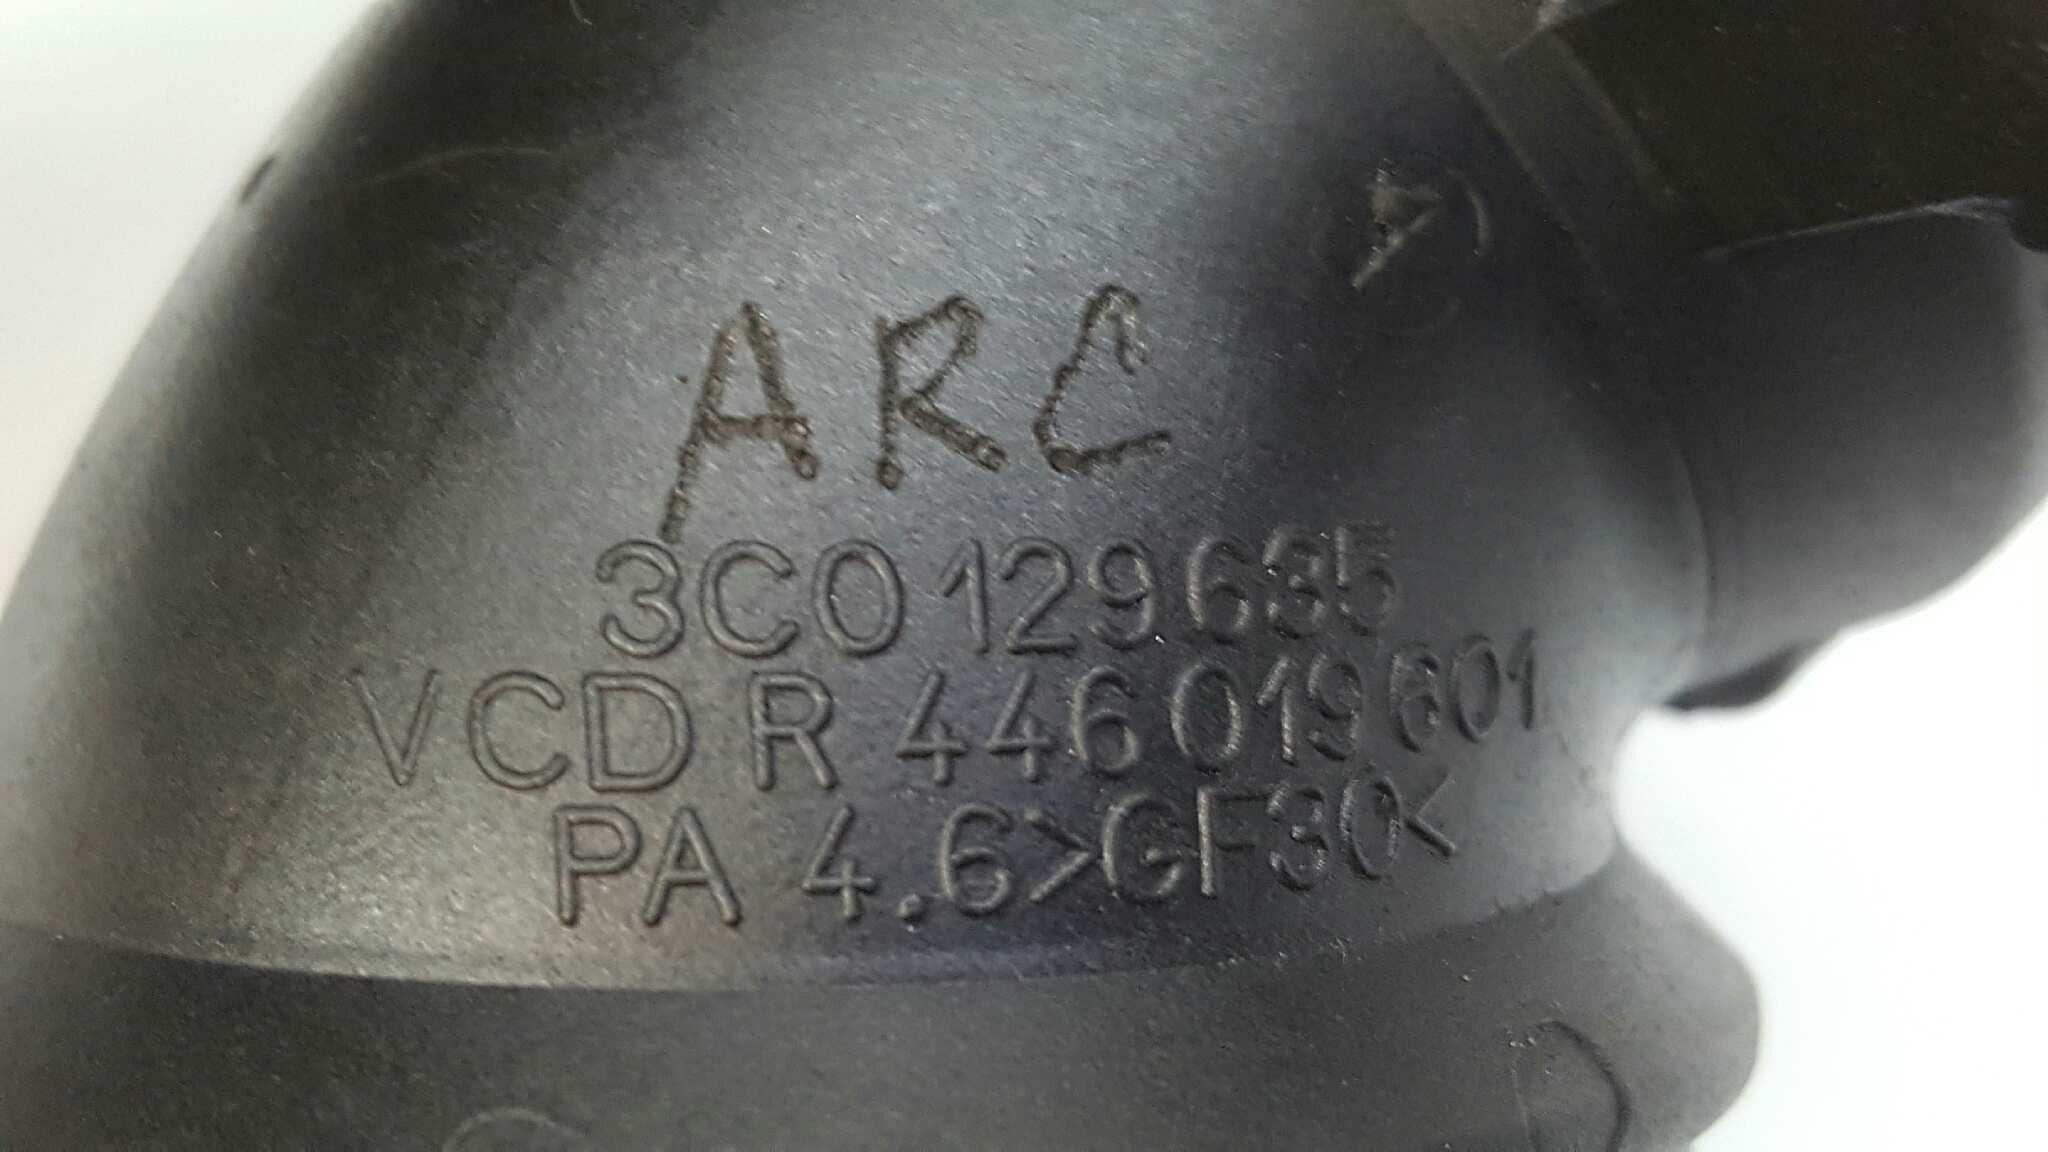 ARC
3C0 129 635
VCD R 446 019 601
PA 4.6>GF30<